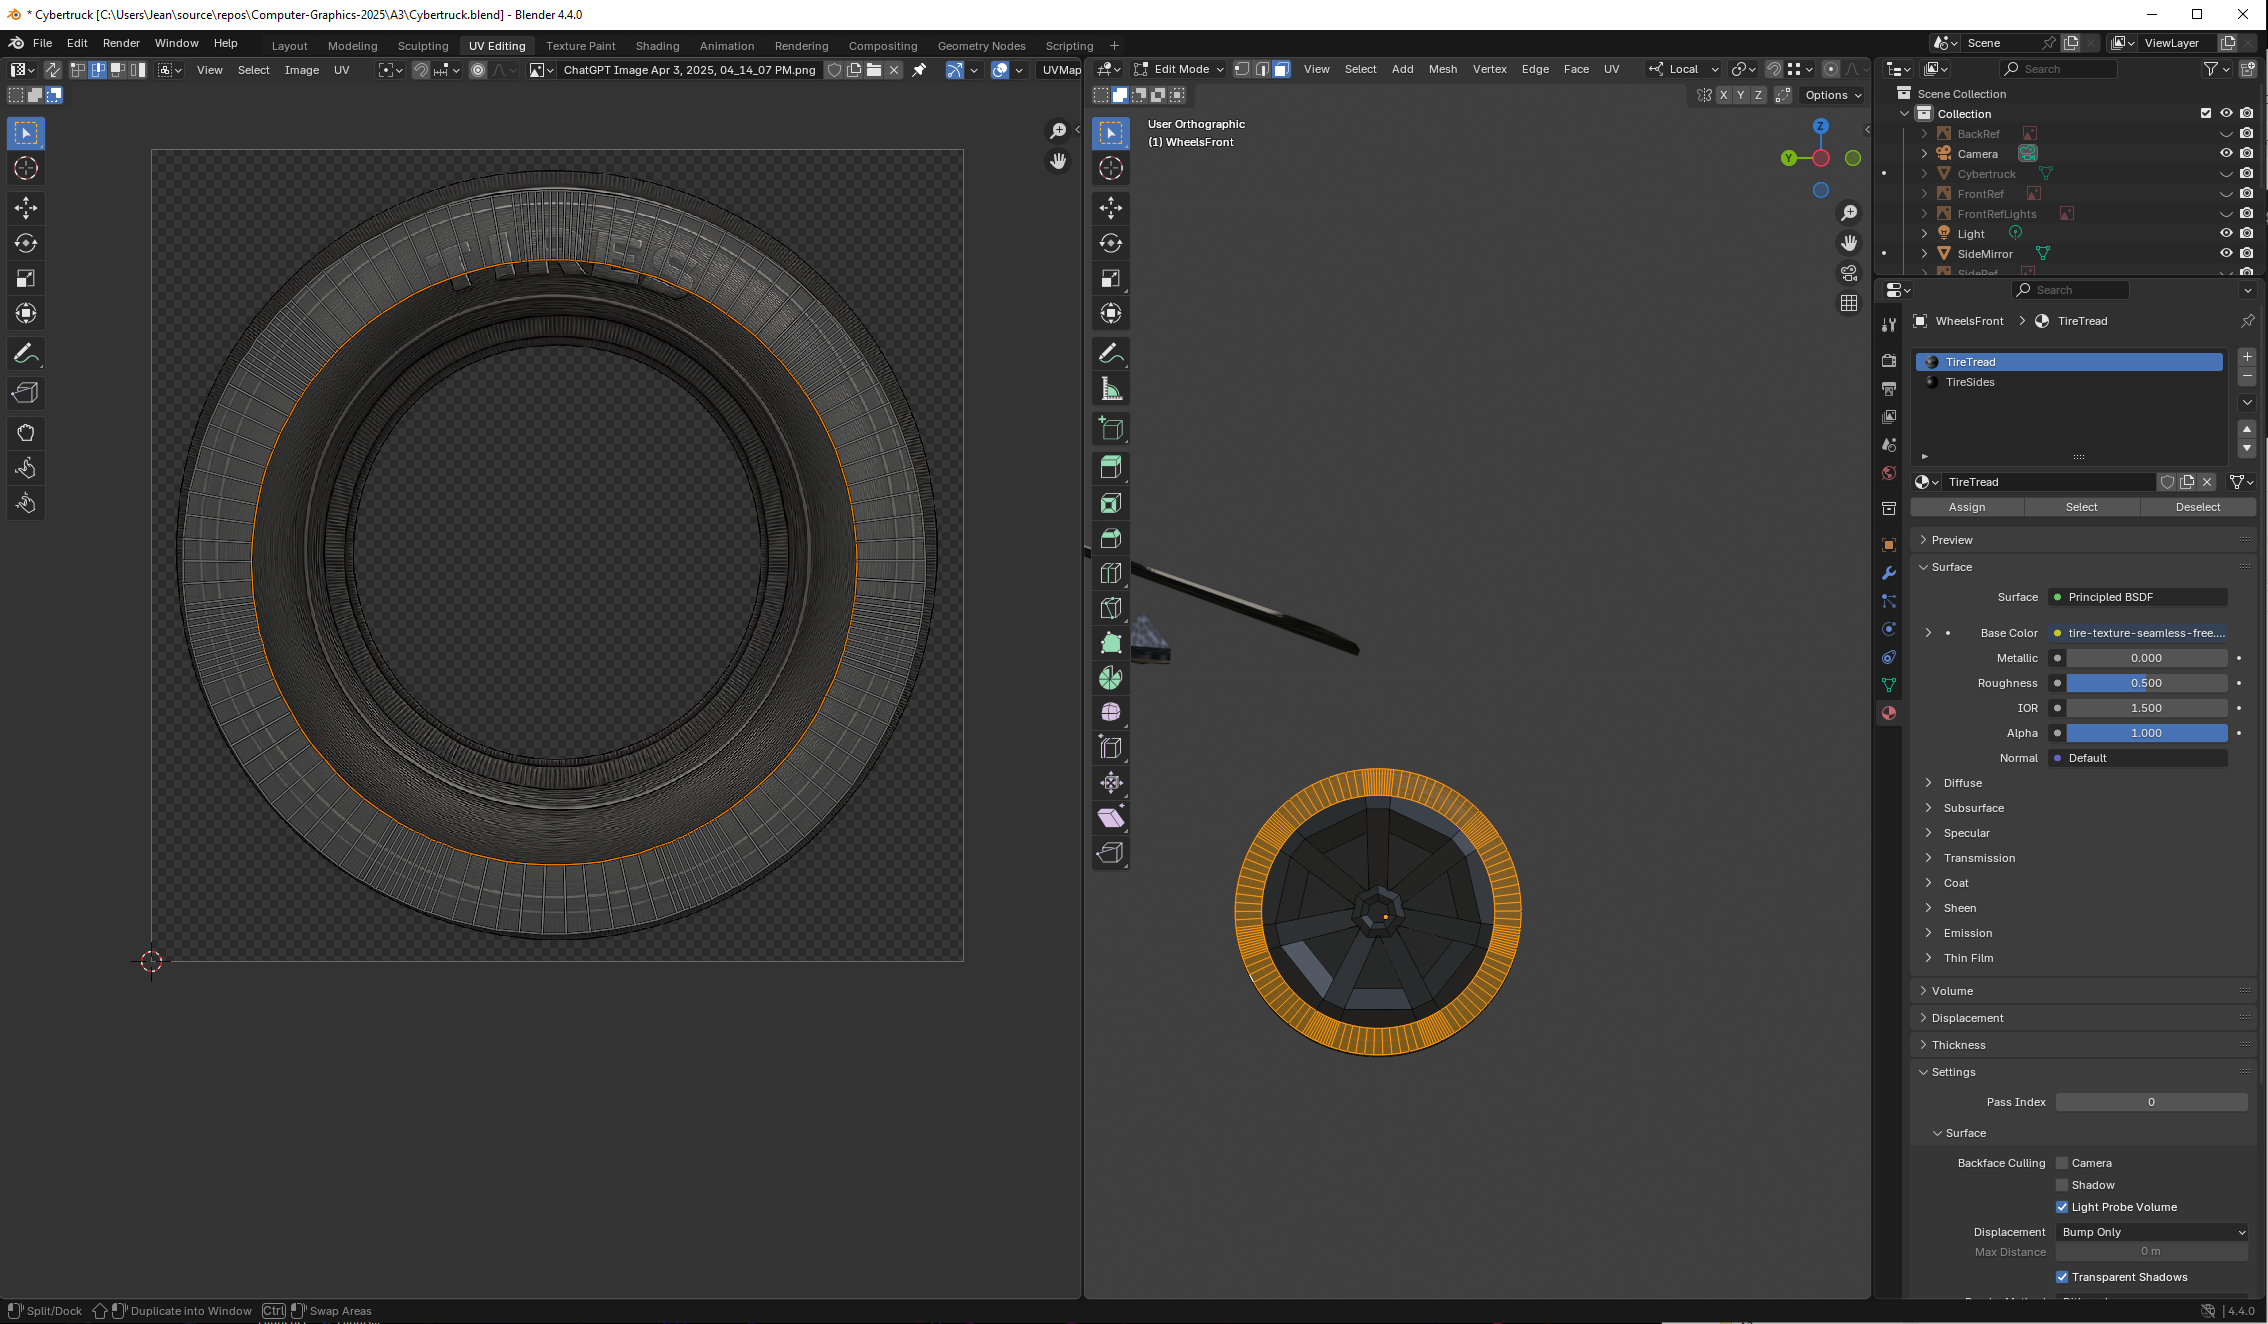 * Cybertruck [C:\Users\Jean\source\repos\Computer-Graphics-2025\A3\Cybertruck.blend] - Blender 4.4.0
File Edit Render Window Help
Layout Modeling Sculpting UV Editing Texture Paint Shading Animation Rendering Compositing Geometry Nodes Scripting +
Scene
ViewLayer
View Select Image UV
ChatGPT Image Apr 3, 2025, 04_14_07 PM.png
UVMap
Edit Mode View Select Add Mesh Vertex Edge Face UV
Local
X Y Z
Options
Search
User Orthographic
(1) WheelsFront
Z
Y
TIRES
Scene Collection
Collection
BackRef
Camera
Cybertruck
FrontRef
FrontRefLights
Light
SideMirror
SideRef
Search
WheelsFront > TireTread
TireTread
TireSides
TireTread
Assign Select Deselect
Preview
Surface
Surface Principled BSDF
Base Color tire-texture-seamless-free....
Metallic 0.000
Roughness 0.500
IOR 1.500
Alpha 1.000
Normal Default
Diffuse
Subsurface
Specular
Transmission
Coat
Sheen
Emission
Thin Film
Volume
Displacement
Thickness
Settings
Pass Index 0
Surface
Backface Culling Camera
Shadow
Light Probe Volume
Displacement Bump Only
Max Distance 0 m
Transparent Shadows
Split/Dock Duplicate into Window Ctrl Swap Areas
4.4.0